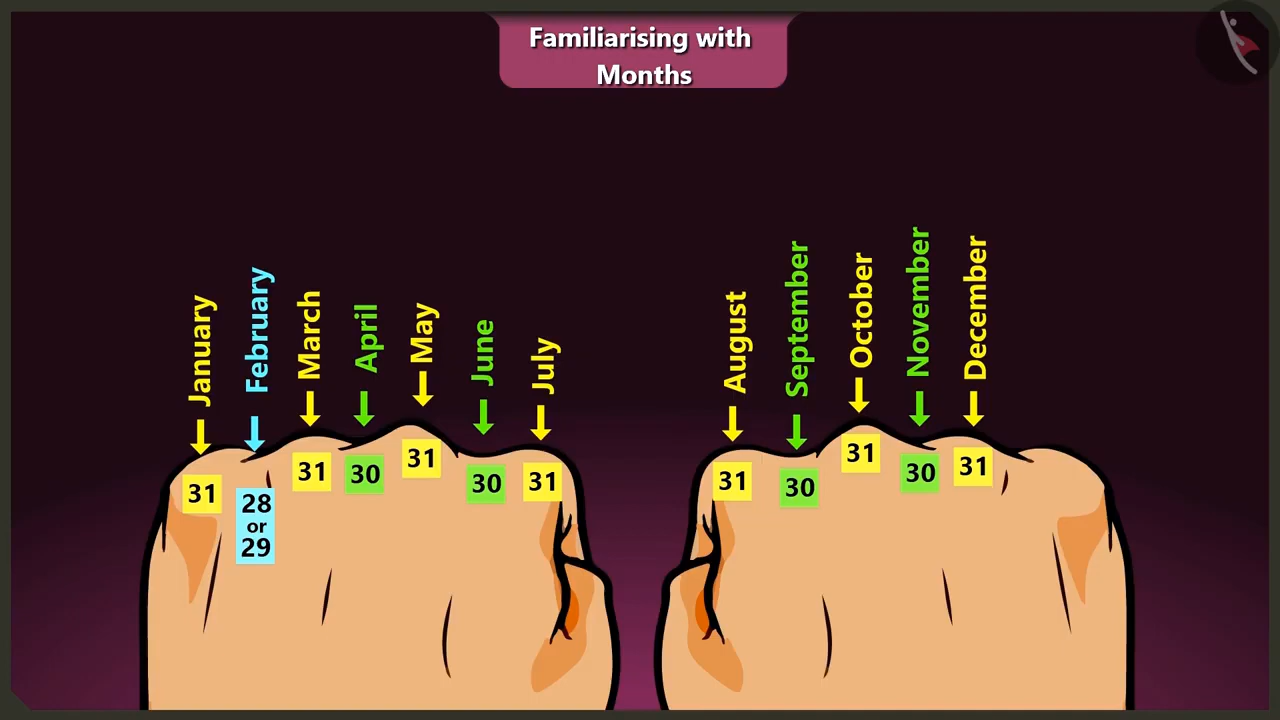 Familiarising with
Months
January
February
March
April
May
June
July
August
September
October
November
December
31
28
or
29
31
30
31
30
31
31
30
31
30
31